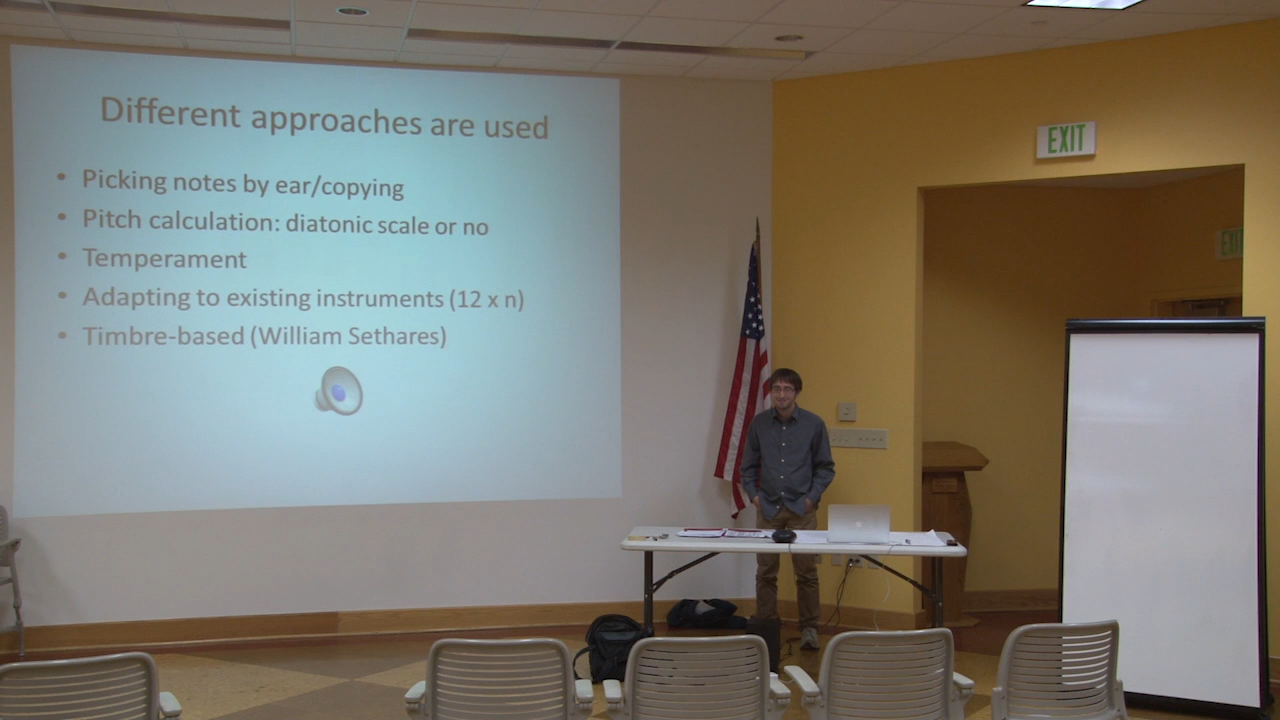 Different approaches are used
• Picking notes by ear/copying
• Pitch calculation: diatonic scale or no
• Temperament
• Adapting to existing instruments (12 x n)
• Timbre-based (William Sethares)
EXIT
EXIT